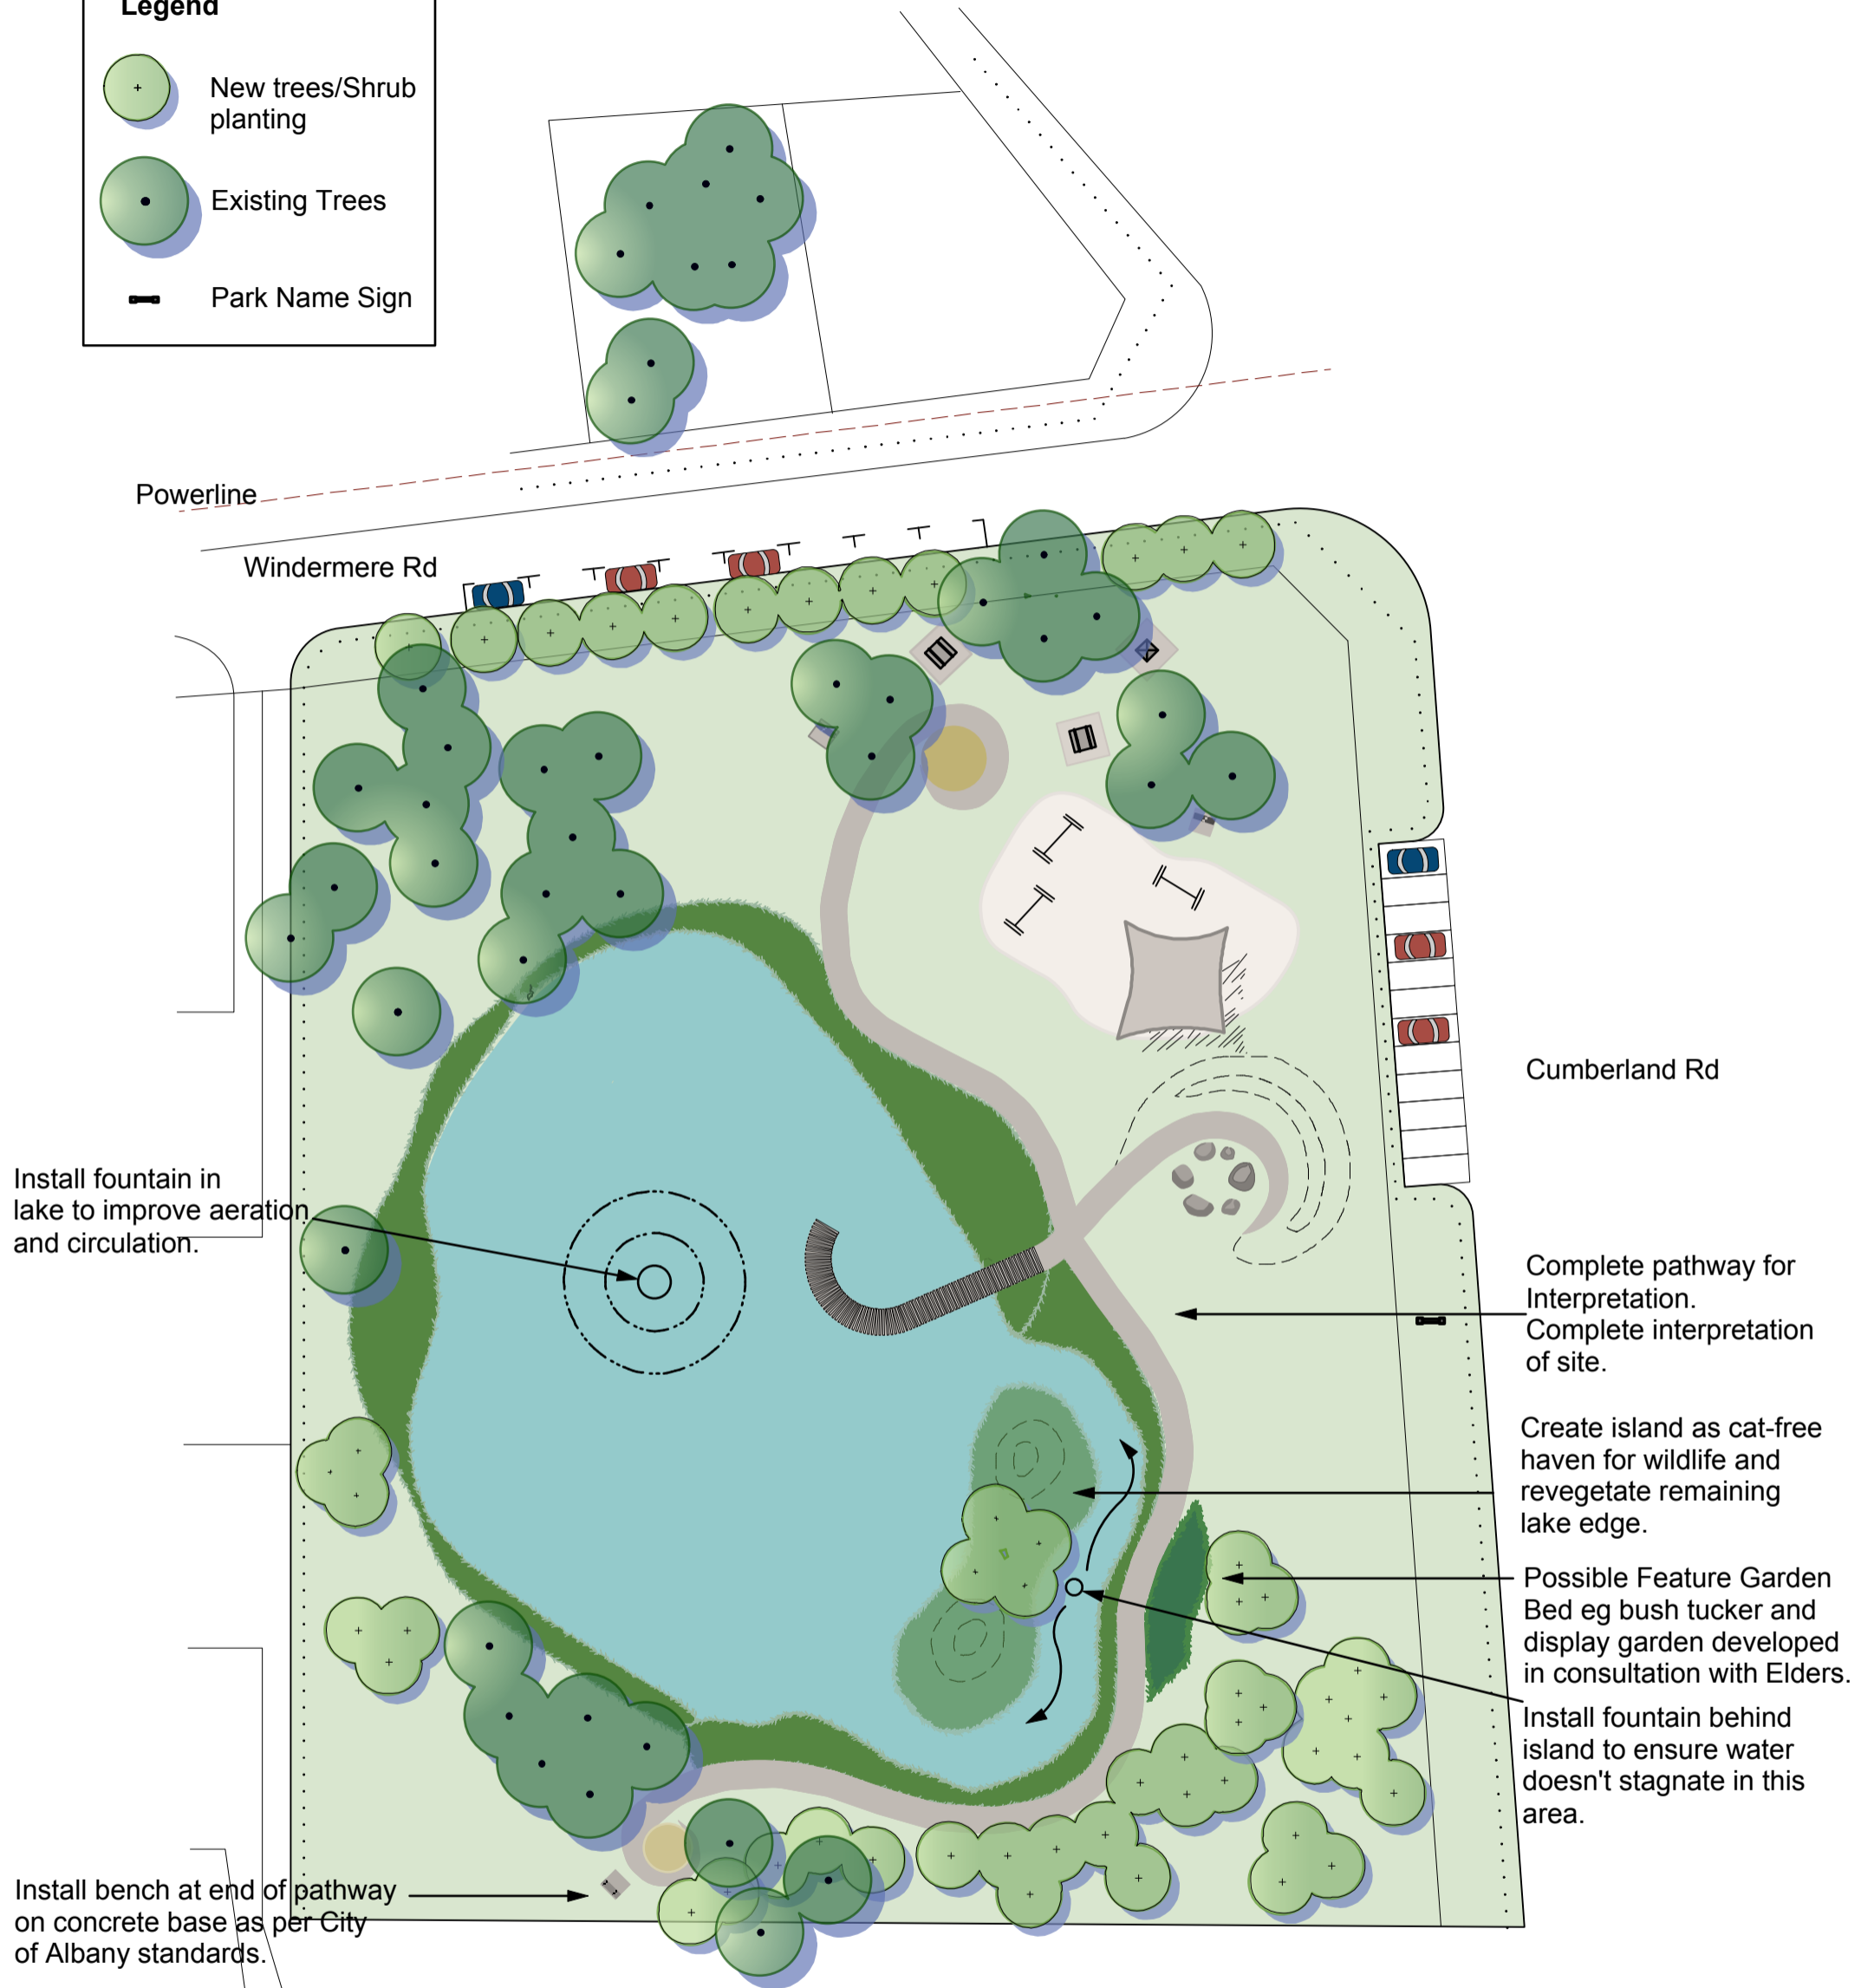 Legend
New trees/Shrub
planting
Existing Trees
Park Name Sign
Powerline
Windermere Rd
Cumberland Rd
Install fountain in
lake to improve aeration
and circulation.
Complete pathway for
Interpretation.
Complete interpretation
of site.
Create island as cat-free
haven for wildlife and
revegetate remaining
lake edge.
Possible Feature Garden
Bed eg bush tucker and
display garden developed
in consultation with Elders.
Install fountain behind
island to ensure water
doesn't stagnate in this
area.
Install bench at end of pathway
on concrete base as per City
of Albany standards.